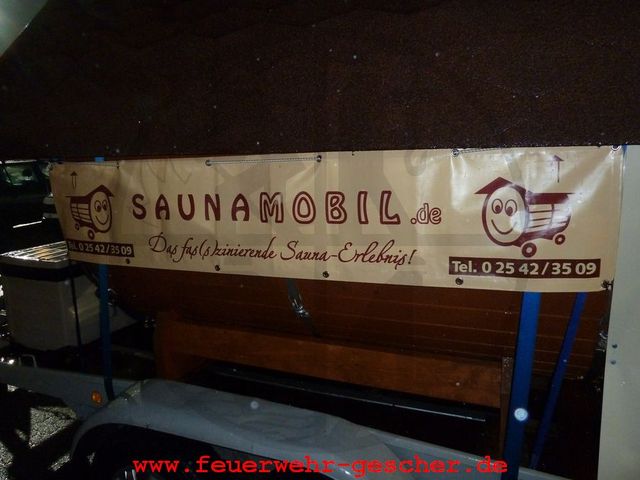 SAUNAMOBIL.de
Das fas(s)zinierende Sauna-Erlebnis!
Tel. 0 25 42 / 35 09
Tel. 0 25 42 / 35 09
www.feuerwehr-gescher.de